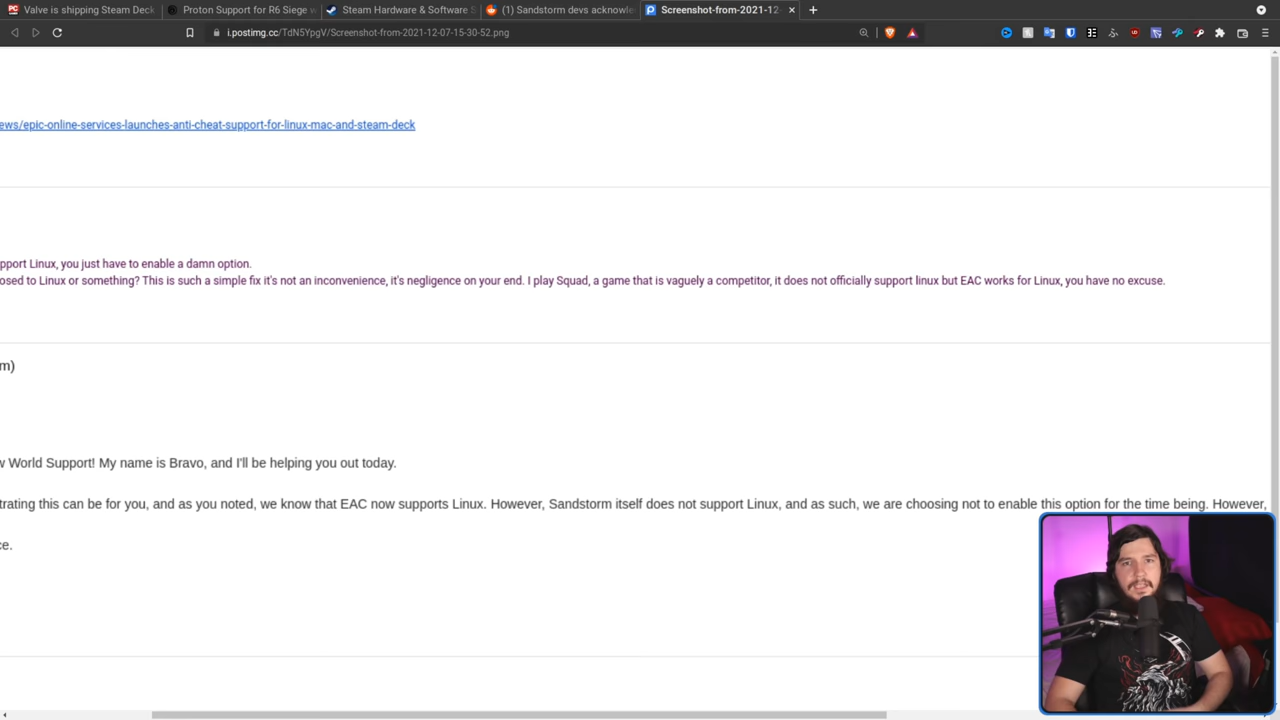 Valve is shipping Steam Deck
Proton Support for R6 Siege w
Steam Hardware & Software S
(1) Sandstorm devs acknowle
Screenshot-from-2021-12-
i.postimg.cc/TdN5YpgV/Screenshot-from-2021-12-07-15-30-52.png
ews/epic-online-services-launches-anti-cheat-support-for-linux-mac-and-steam-deck
pport Linux, you just have to enable a damn option.
osed to Linux or something? This is such a simple fix it's not an inconvenience, it's negligence on your end. I play Squad, a game that is vaguely a competitor, it does not officially support linux but EAC works for Linux, you have no excuse.
m)
w World Support! My name is Bravo, and I'll be helping you out today.
trating this can be for you, and as you noted, we know that EAC now supports Linux. However, Sandstorm itself does not support Linux, and as such, we are choosing not to enable this option for the time being. However,
ce.